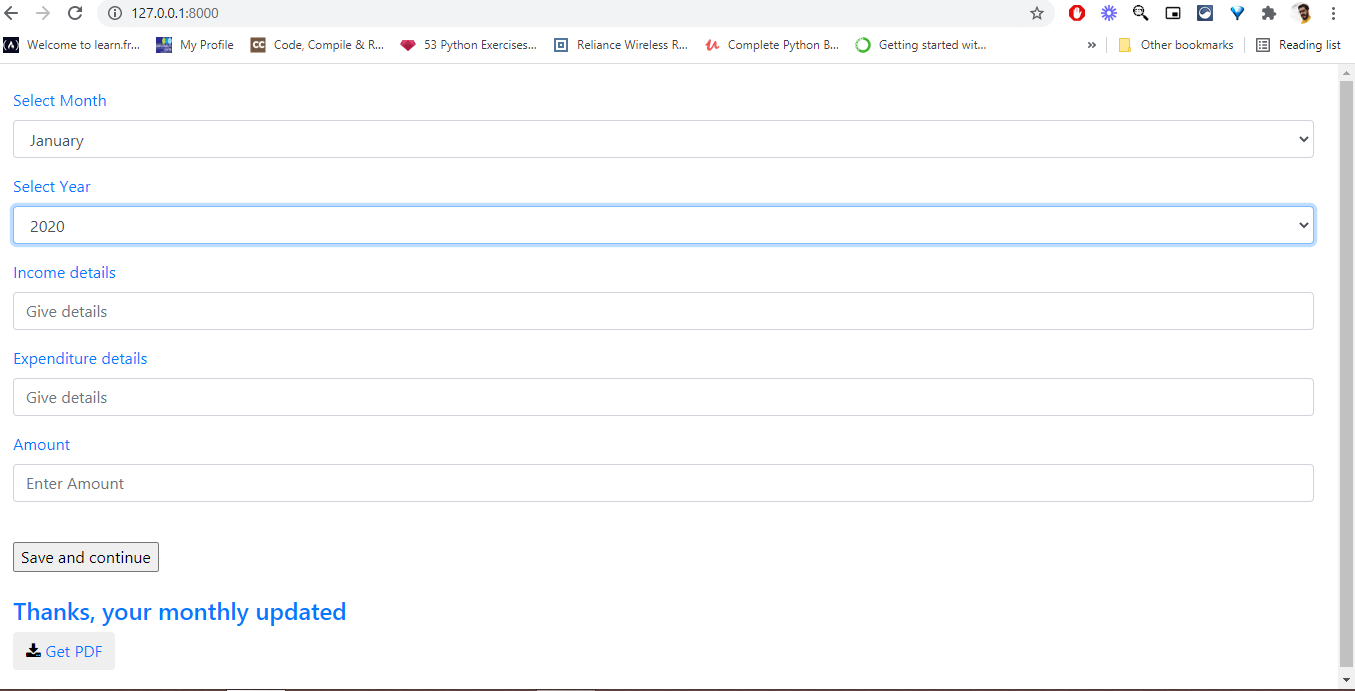 127.0.0.1:8000
Welcome to learn.fr... My Profile CC Code, Compile & R... 53 Python Exercises... Reliance Wireless R... Complete Python B... Getting started wit... » Other bookmarks Reading list
Select Month
January
Select Year
2020
Income details
Give details
Expenditure details
Give details
Amount
Enter Amount
Save and continue
Thanks, your monthly updated
Get PDF